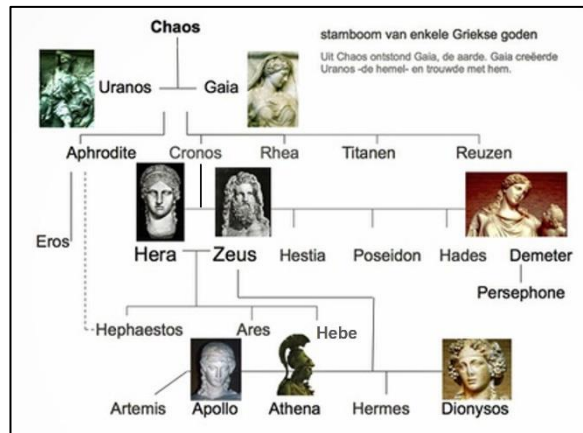 Chaos
stamboom van enkele Griekse goden
Uit Chaos ontstond Gaia, de aarde. Gaia creëerde
Uranos -de hemel- en trouwde met hem.
Uranos Gaia
Aphrodite Cronos Rhea Titanen Reuzen
Eros
Hera Zeus Hestia Poseidon Hades Demeter
Persephone
Hephaestos Ares Hebe
Artemis Apollo Athena Hermes Dionysos